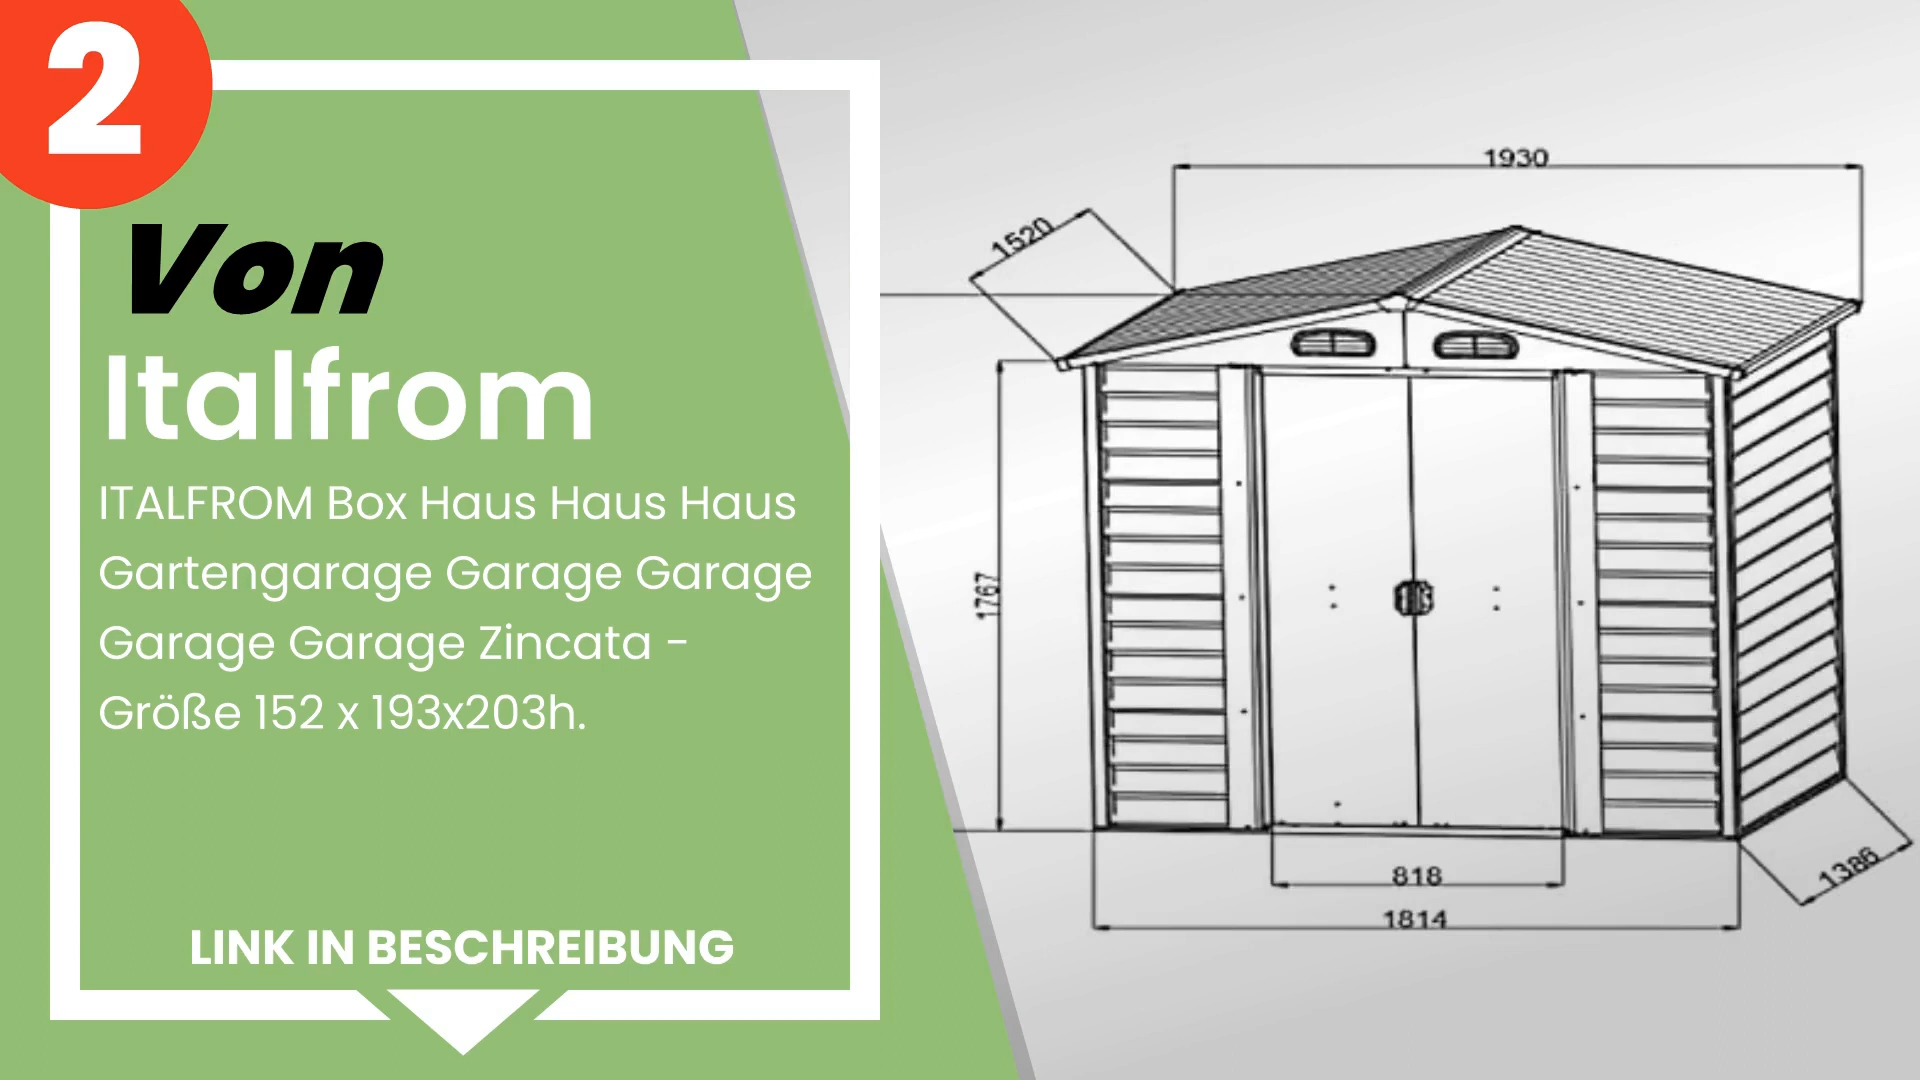 2
Von
Italfrom
ITALFROM Box Haus Haus Haus
Gartengarage Garage Garage
Garage Garage Zincata -
Größe 152 x 193x203h.
LINK IN BESCHREIBUNG
1930
1520
1767
818
1386
1814